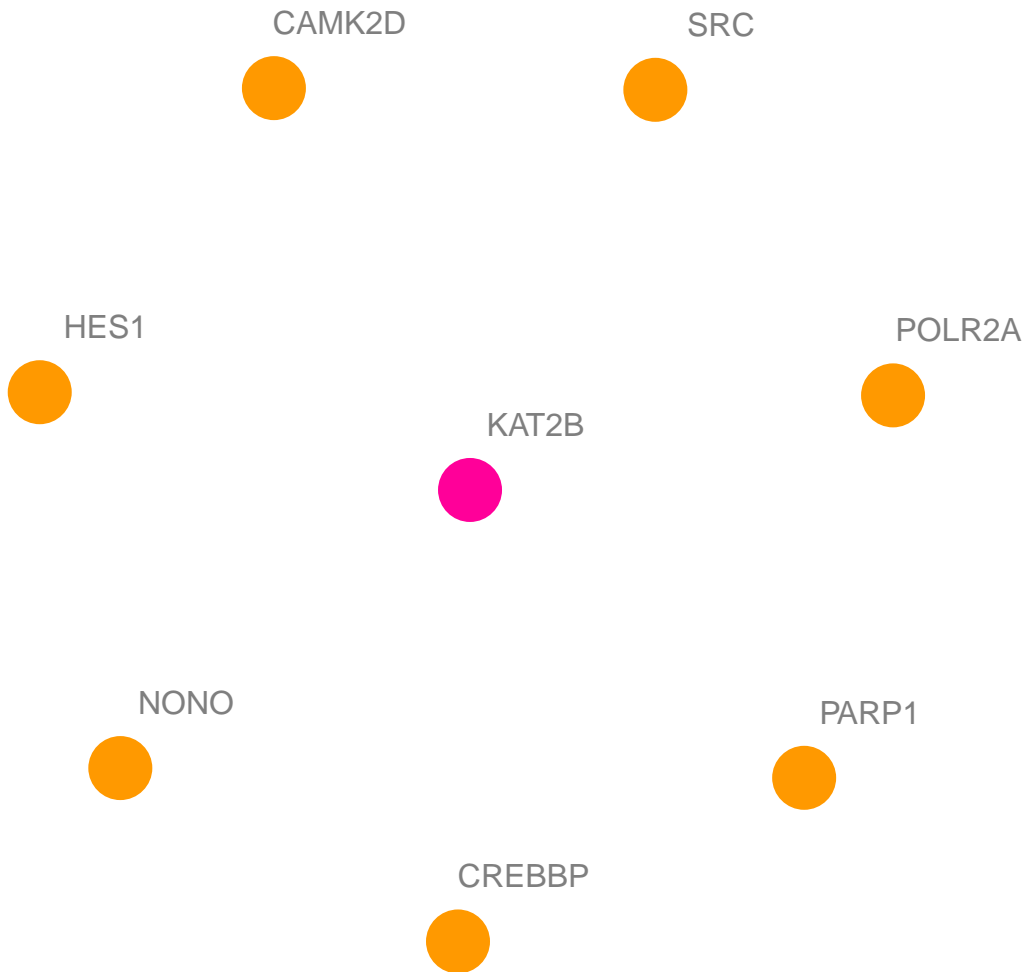 CAMK2D
SRC
HES1
POLR2A
KAT2B
NONO
PARP1
CREBBP